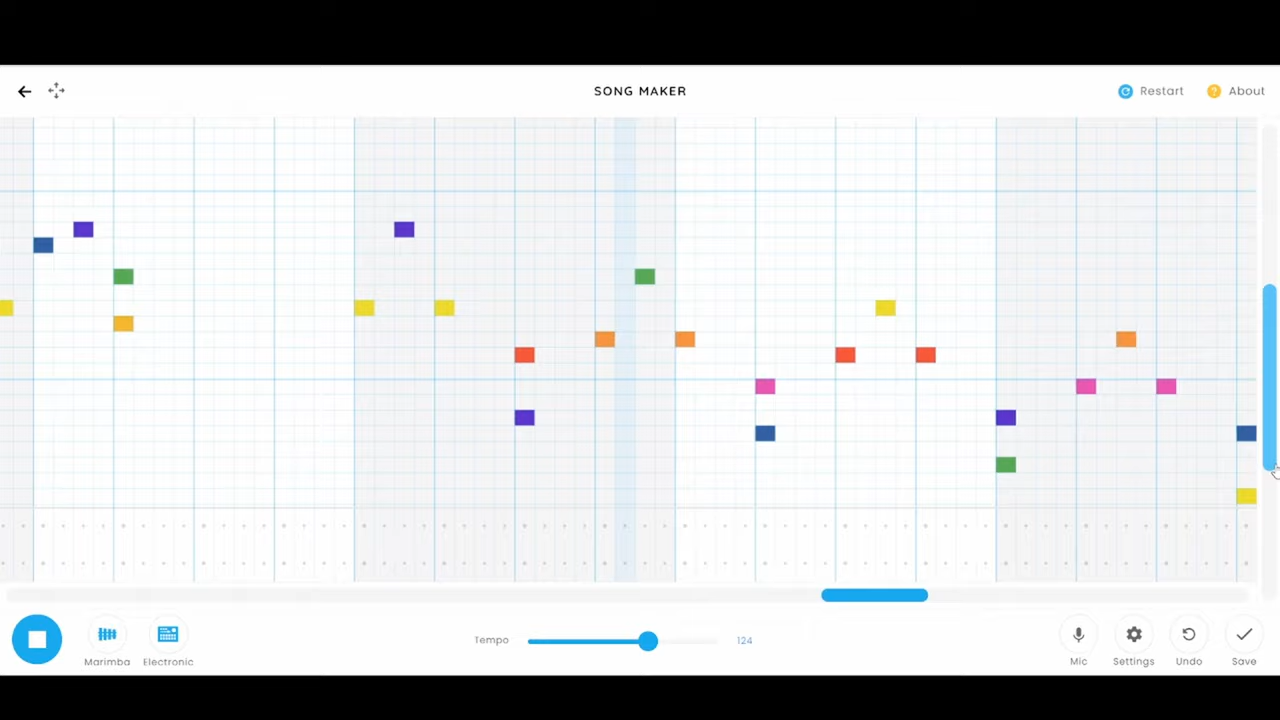 SONG MAKER
Restart
About
Tempo
124
Marimba
Electronic
Mic
Settings
Undo
Save